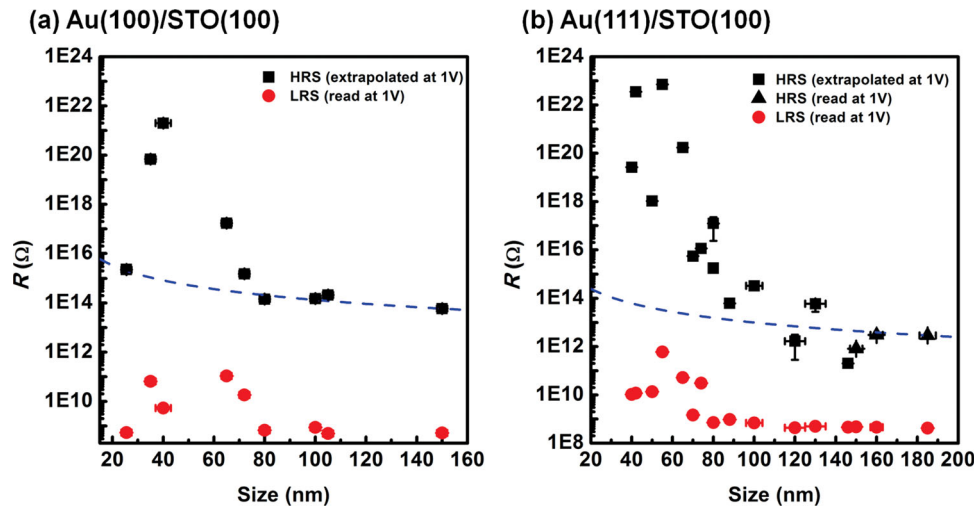 (a) Au(100)/STO(100)
1E24
1E22
1E20
1E18
1E16
1E14
1E12
1E10
R (Ω)
HRS (extrapolated at 1V)
LRS (read at 1V)
20 40 60 80 100 120 140 160
Size (nm)
(b) Au(111)/STO(100)
1E24
1E22
1E20
1E18
1E16
1E14
1E12
1E10
1E8
R (Ω)
HRS (extrapolated at 1V)
HRS (read at 1V)
LRS (read at 1V)
20 40 60 80 100 120 140 160 180 200
Size (nm)